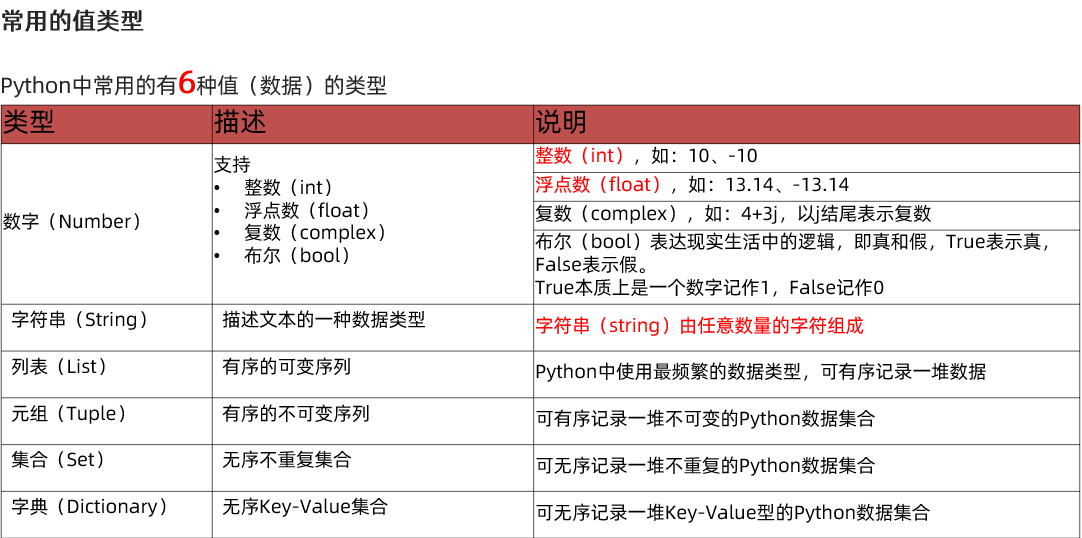 常用的值类型
Python中常用的有6种值（数据）的类型
类型 描述 说明
数字（Number）
支持
• 整数（int）
• 浮点数（float）
• 复数（complex）
• 布尔（bool）
整数（int），如：10、-10
浮点数（float），如：13.14、-13.14
复数（complex），如：4+3j，以j结尾表示复数
布尔（bool）表达现实生活中的逻辑，即真和假，True表示真，
False表示假。
True本质上是一个数字记作1，False记作0
字符串（String） 描述文本的一种数据类型 字符串（string）由任意数量的字符组成
列表（List） 有序的可变序列 Python中使用最频繁的数据类型，可有序记录一堆数据
元组（Tuple） 有序的不可变序列 可有序记录一堆不可变的Python数据集合
集合（Set） 无序不重复集合 可无序记录一堆不重复的Python数据集合
字典（Dictionary） 无序Key-Value集合 可无序记录一堆Key-Value型的Python数据集合